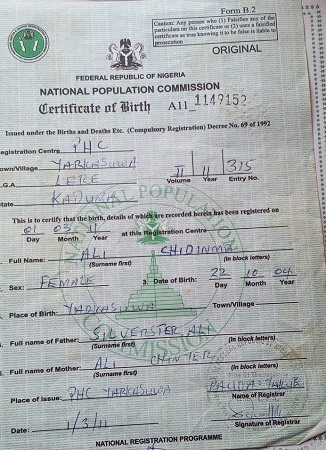 Form B.2
Caution: Any person who (1) Falsifies any of the
particulars on this certificate or (2) uses a falsified
certificate as true knowing it to be false is liable to
prosecution
ORIGINAL
FEDERAL REPUBLIC OF NIGERIA
NATIONAL POPULATION COMMISSION
Certificate of Birth A11 1149152
Issued under the Births and Deaths Etc. (Compulsory Registration) Decree No. 69 of 1992
Registration Centre PHC
Town/Village YARKASUWA
L.G.A LERE Volume II Year 11 Entry No. 315
State KADUNA
This is to certify that the birth, details of which are recorded herein has been registered on
01 Day 03 Month 11 Year at this Registration Centre
Full Name: ALI CHIDINMA
(Surname first) (In block letters)
Sex: FEMALE 3. Date of Birth: 22 10 04
Day Month Year
Place of Birth: YARKASUWA Town/Village
Full name of Father: SILVERSTER ALI
(Surname first) (In block letters)
Full name of Mother: ALI
(Surname first) (In block letters)
Place of Issue: PHC YARKASUWA
Name of Registrar
Date: 1/3/11
Signature of Registrar
NATIONAL REGISTRATION PROGRAMME
NATIONAL POPULATION COMMISSION